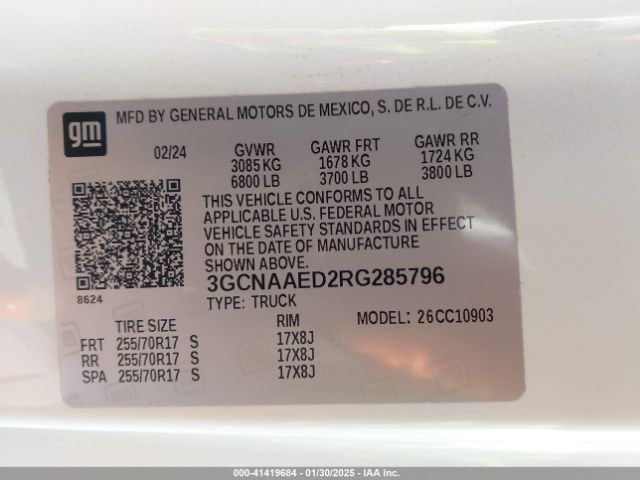 gm
MFD BY GENERAL MOTORS DE MEXICO, S. DE R.L. DE C.V.
02/24 GVWR GAWR FRT GAWR RR
3085 KG 1678 KG 1724 KG
6800 LB 3700 LB 3800 LB
THIS VEHICLE CONFORMS TO ALL
APPLICABLE U.S. FEDERAL MOTOR
VEHICLE SAFETY STANDARDS IN EFFECT
ON THE DATE OF MANUFACTURE
SHOWN ABOVE.
8624
3GCNAAED2RG285796
TYPE: TRUCK
TIRE SIZE RIM MODEL: 26CC10903
FRT 255/70R17 S 17X8J
RR 255/70R17 S 17X8J
SPA 255/70R17 S 17X8J
000-41419684 - 01/30/2025 - IAA Inc.